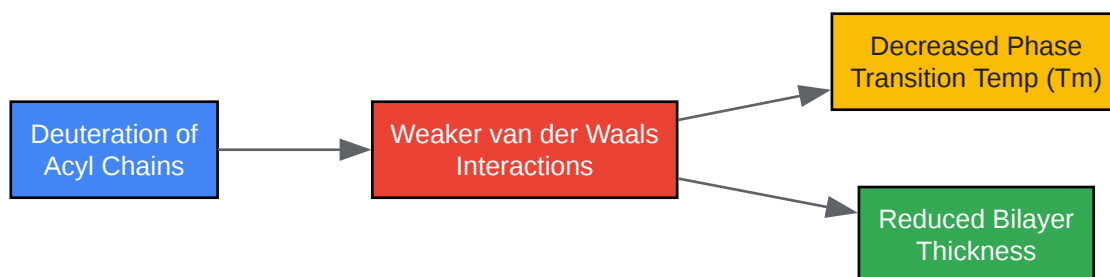 Deuteration of
Acyl Chains
Weaker van der Waals
Interactions
Decreased Phase
Transition Temp (Tm)
Reduced Bilayer
Thickness